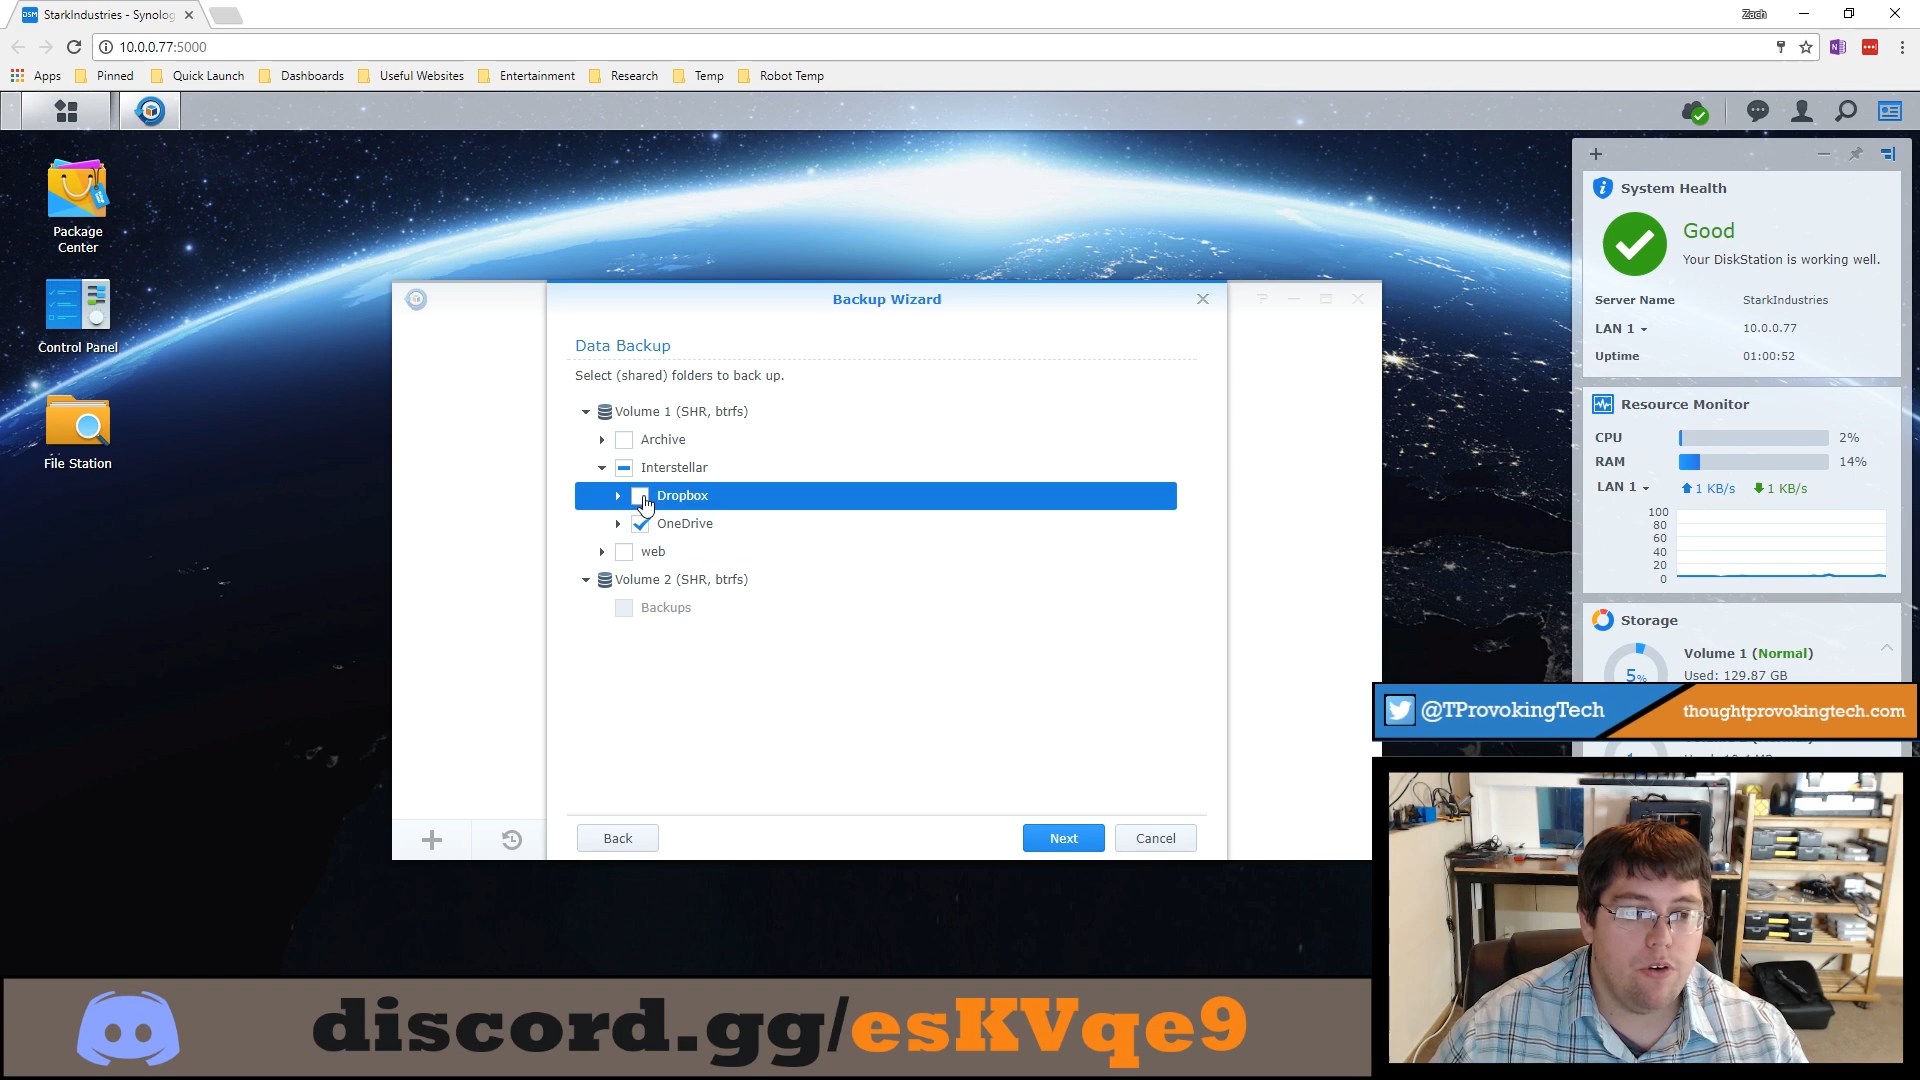 StarkIndustries - Synolog
Zach
10.0.0.77:5000
Apps Pinned Quick Launch Dashboards Useful Websites Entertainment Research Temp Robot Temp
Package
Center
Control Panel
File Station
Backup Wizard
Data Backup
Select (shared) folders to back up.
Volume 1 (SHR, btrfs)
Archive
Interstellar
Dropbox
OneDrive
web
Volume 2 (SHR, btrfs)
Backups
Back Next Cancel
System Health
Good
Your DiskStation is working well.
Server Name StarkIndustries
LAN 1 10.0.0.77
Uptime 01:00:52
Resource Monitor
CPU 2%
RAM 14%
LAN 1 1 KB/s 1 KB/s
100
80
60
40
20
0
Storage
Volume 1 (Normal)
5%
Used: 129.87 GB
@TProvokingTech thoughtprovokingtech.com
discord.gg/esKVqe9